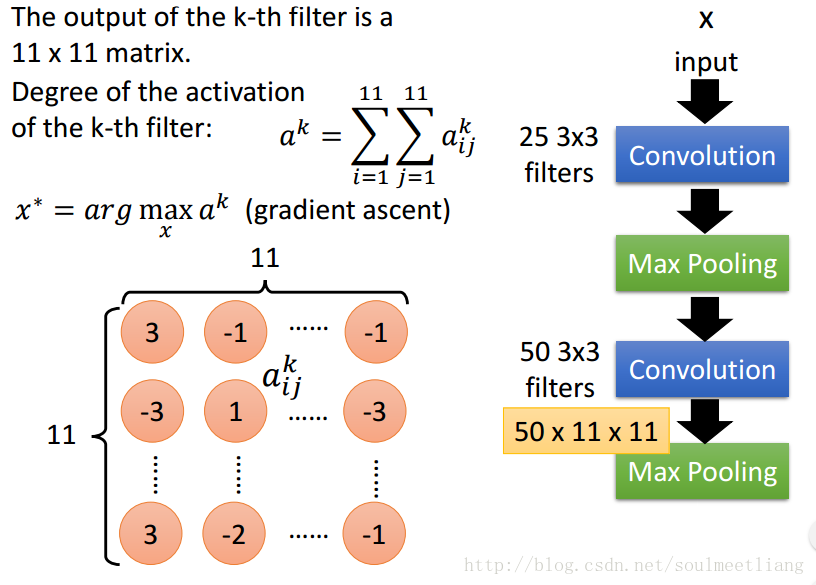 The output of the k-th filter is a
11 x 11 matrix.
Degree of the activation
of the k-th filter:
a^k = ∑_{i=1}^{11} ∑_{j=1}^{11} a_{ij}^k
x* = arg max_x a^k (gradient ascent)
11
3 -1 ...... -1
a_{ij}^k
-3 1 ...... -3
11
...... ...... ......
3 -2 ...... -1
x
input
25 3x3
filters
Convolution
Max Pooling
50 3x3
filters
Convolution
50 x 11 x 11
Max Pooling
http://blog.csdn.net/soulmeetliang